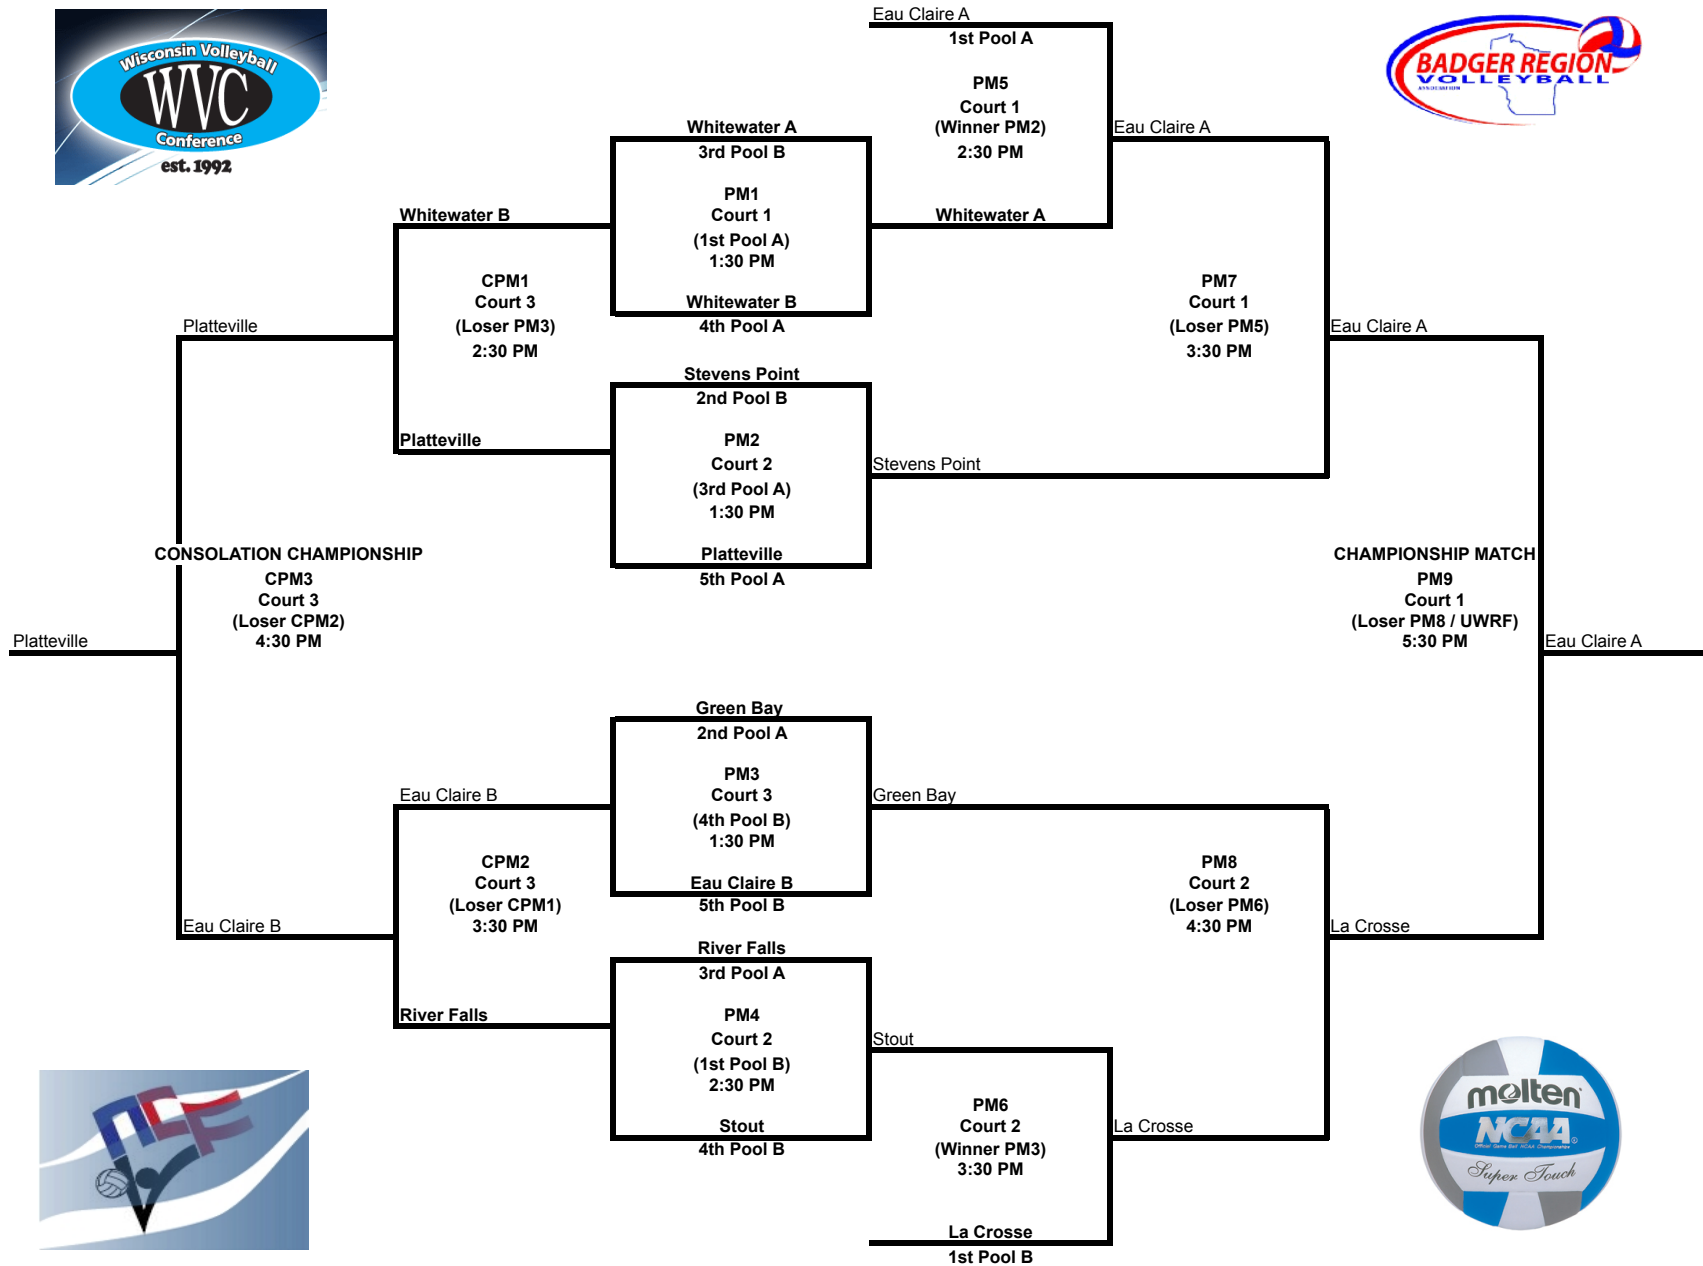 Eau Claire A
1st Pool A
Wisconsin Volleyball
WVC
Conference
est. 1992
BADGER REGION
VOLLEYBALL
ASSOCIATION
PM5
Court 1
(Winner PM2)
2:30 PM
Eau Claire A
Whitewater A
3rd Pool B
PM1
Court 1
(1st Pool A)
1:30 PM
Whitewater B
Whitewater A
CPM1
Court 3
(Loser PM3)
2:30 PM
Whitewater B
4th Pool A
PM7
Court 1
(Loser PM5)
3:30 PM
Platteville
Eau Claire A
Stevens Point
2nd Pool B
PM2
Court 2
(3rd Pool A)
1:30 PM
Platteville
Stevens Point
Platteville
5th Pool A
CONSOLATION CHAMPIONSHIP
CPM3
Court 3
(Loser CPM2)
4:30 PM
CHAMPIONSHIP MATCH
PM9
Court 1
(Loser PM8 / UWRF)
5:30 PM
Platteville
Eau Claire A
Green Bay
2nd Pool A
PM3
Court 3
(4th Pool B)
1:30 PM
Eau Claire B
Green Bay
CPM2
Court 3
(Loser CPM1)
3:30 PM
Eau Claire B
5th Pool B
PM8
Court 2
(Loser PM6)
4:30 PM
Eau Claire B
La Crosse
River Falls
3rd Pool A
PM4
Court 2
(1st Pool B)
2:30 PM
River Falls
Stout
Stout
4th Pool B
PM6
Court 2
(Winner PM3)
3:30 PM
La Crosse
La Crosse
1st Pool B
NCF
molten
NCAA
Official Game Ball NCAA Championships
Super Touch